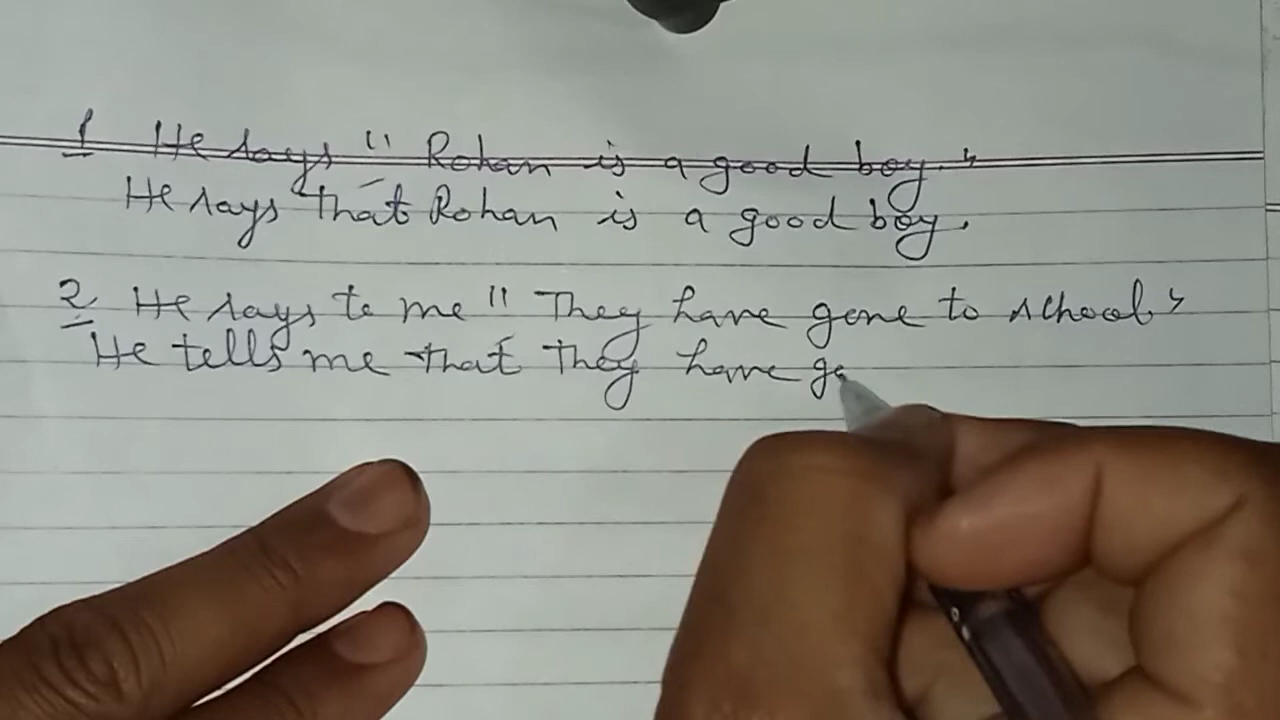 1 He says " Rohan is a good boy. "
He says that Rohan is a good boy.
2 He says to me " They have gone to school "
He tells me that they have go